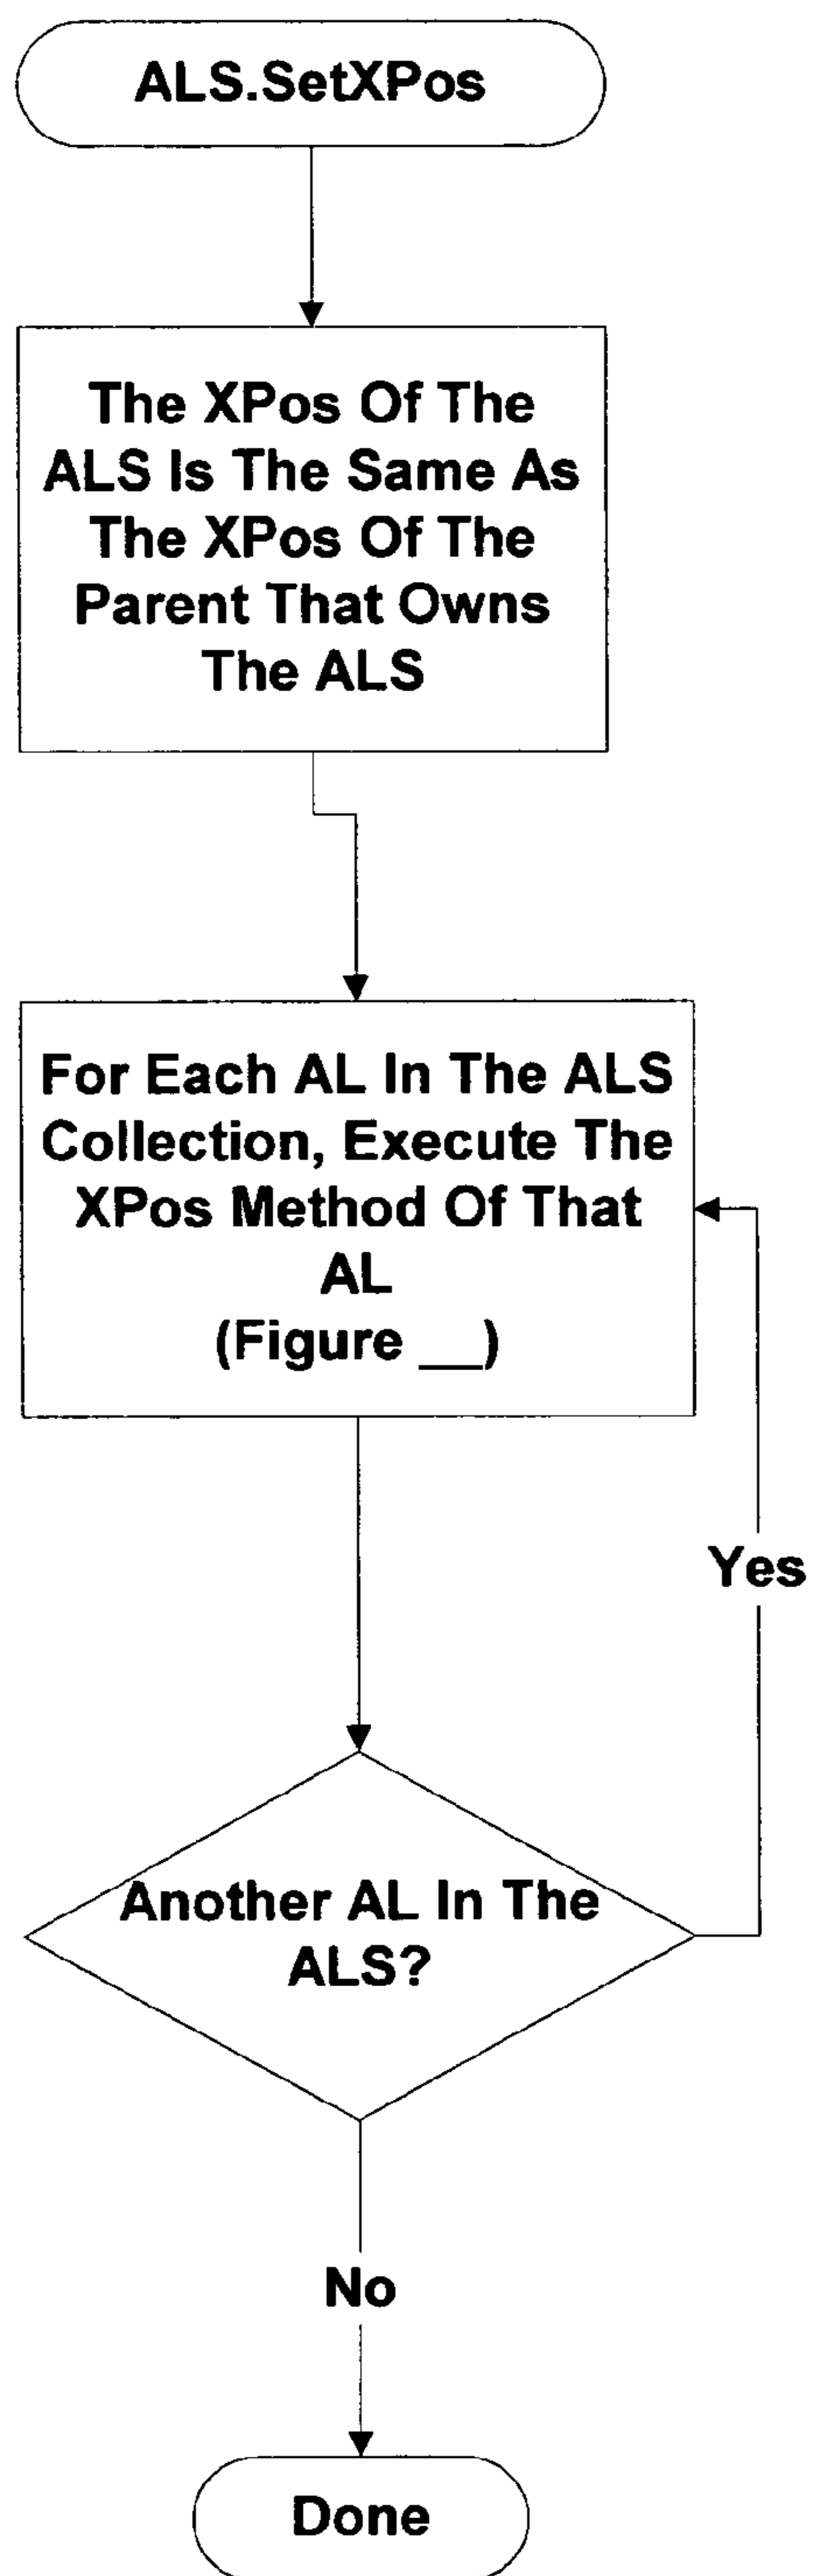 ALS.SetXPos
The XPos Of The
ALS Is The Same As
The XPos Of The
Parent That Owns
The ALS
For Each AL In The ALS
Collection, Execute The
XPos Method Of That
AL
(Figure __)
Yes
Another AL In The
ALS?
No
Done